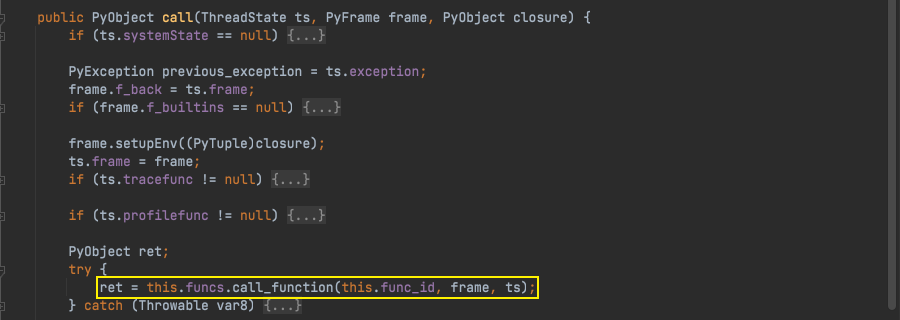 public PyObject call(ThreadState ts, PyFrame frame, PyObject closure) {
if (ts.systemState == null) {...}
PyException previous_exception = ts.exception;
frame.f_back = ts.frame;
if (frame.f_builtins == null) {...}
frame.setupEnv((PyTuple)closure);
ts.frame = frame;
if (ts.tracefunc != null) {...}
if (ts.profilefunc != null) {...}
PyObject ret;
try {
ret = this.funcs.call_function(this.func_id, frame, ts);
} catch (Throwable var8) {...}